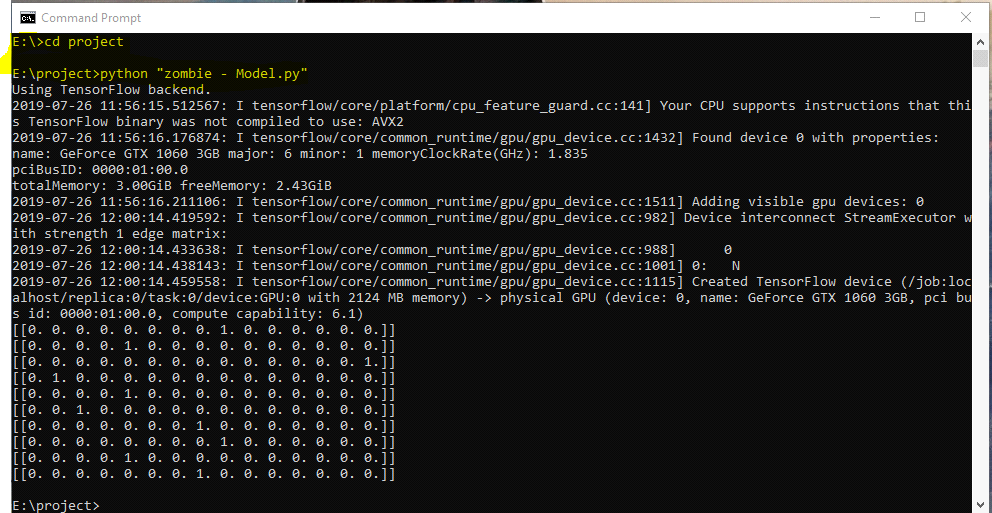 Command Prompt
E:\>cd project
E:\project>python "zombie - Model.py"
Using TensorFlow backend.
2019-07-26 11:56:15.512567: I tensorflow/core/platform/cpu_feature_guard.cc:141] Your CPU supports instructions that thi
s TensorFlow binary was not compiled to use: AVX2
2019-07-26 11:56:16.176874: I tensorflow/core/common_runtime/gpu/gpu_device.cc:1432] Found device 0 with properties:
name: GeForce GTX 1060 3GB major: 6 minor: 1 memoryClockRate(GHz): 1.835
pciBusID: 0000:01:00.0
totalMemory: 3.00GiB freeMemory: 2.43GiB
2019-07-26 11:56:16.211106: I tensorflow/core/common_runtime/gpu/gpu_device.cc:1511] Adding visible gpu devices: 0
2019-07-26 12:00:14.419592: I tensorflow/core/common_runtime/gpu/gpu_device.cc:982] Device interconnect StreamExecutor w
ith strength 1 edge matrix:
2019-07-26 12:00:14.433638: I tensorflow/core/common_runtime/gpu/gpu_device.cc:988]      0
2019-07-26 12:00:14.438143: I tensorflow/core/common_runtime/gpu/gpu_device.cc:1001] 0:   N
2019-07-26 12:00:14.459558: I tensorflow/core/common_runtime/gpu/gpu_device.cc:1115] Created TensorFlow device (/job:loc
alhost/replica:0/task:0/device:GPU:0 with 2124 MB memory) -> physical GPU (device: 0, name: GeForce GTX 1060 3GB, pci bu
s id: 0000:01:00.0, compute capability: 6.1)
[[0. 0. 0. 0. 0. 0. 0. 0. 1. 0. 0. 0. 0. 0. 0.]]
[[0. 0. 0. 0. 1. 0. 0. 0. 0. 0. 0. 0. 0. 0. 0.]]
[[0. 0. 0. 0. 0. 0. 0. 0. 0. 0. 0. 0. 0. 0. 1.]]
[[0. 1. 0. 0. 0. 0. 0. 0. 0. 0. 0. 0. 0. 0. 0.]]
[[0. 0. 0. 0. 1. 0. 0. 0. 0. 0. 0. 0. 0. 0. 0.]]
[[0. 0. 1. 0. 0. 0. 0. 0. 0. 0. 0. 0. 0. 0. 0.]]
[[0. 0. 0. 0. 0. 0. 0. 1. 0. 0. 0. 0. 0. 0. 0.]]
[[0. 0. 0. 0. 0. 0. 0. 0. 1. 0. 0. 0. 0. 0. 0.]]
[[0. 0. 0. 0. 1. 0. 0. 0. 0. 0. 0. 0. 0. 0. 0.]]
[[0. 0. 0. 0. 0. 0. 0. 1. 0. 0. 0. 0. 0. 0. 0.]]
E:\project>